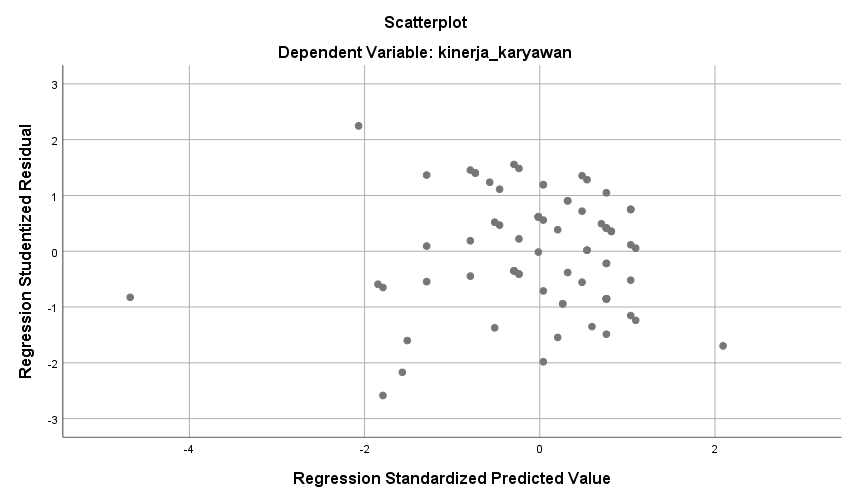 Scatterplot
Dependent Variable: kinerja_karyawan
Regression Studentized Residual
3
2
1
0
-1
-2
-3
-4
-2
0
2
Regression Standardized Predicted Value